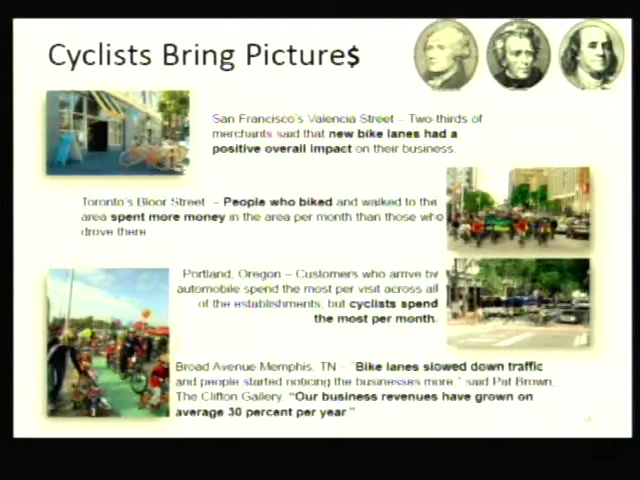 Cyclists Bring Picture$
San Francisco's Valencia Street – Two-thirds of
merchants said that new bike lanes had a
positive overall impact on their business.
Toronto's Bloor Street – People who biked and walked to the
area spent more money in the area per month than those who
drove there
Portland, Oregon – Customers who arrive by
automobile spend the most per visit across all
of the establishments, but cyclists spend
the most per month.
Broad Avenue Memphis, TN - "Bike lanes slowed down traffic
and people started noticing the businesses more," said Pat Brown,
The Clifton Gallery. "Our business revenues have grown on
average 30 percent per year"